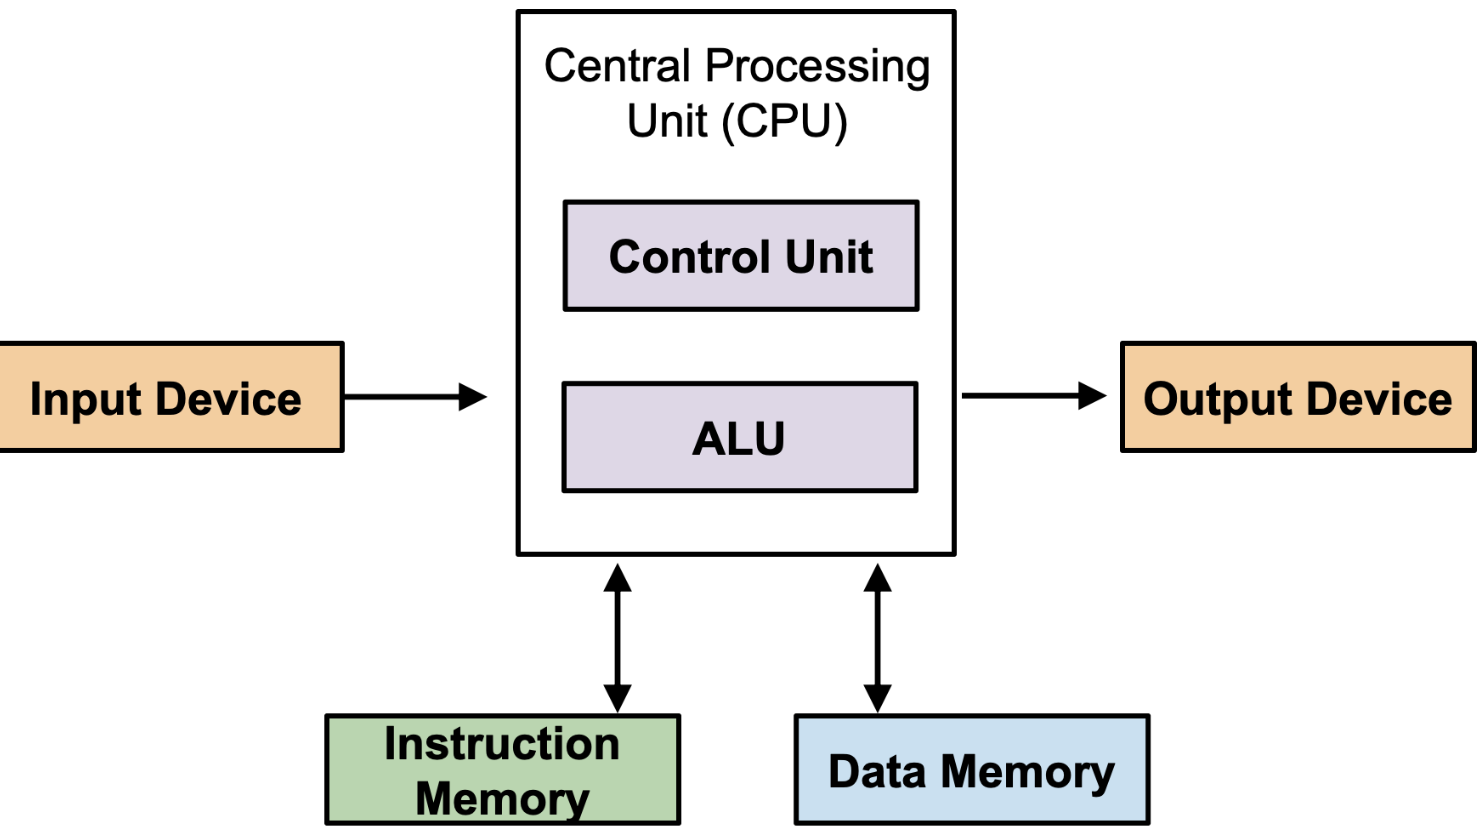 Central Processing
Unit (CPU)
Control Unit
Input Device
ALU
Output Device
Instruction
Memory
Data Memory